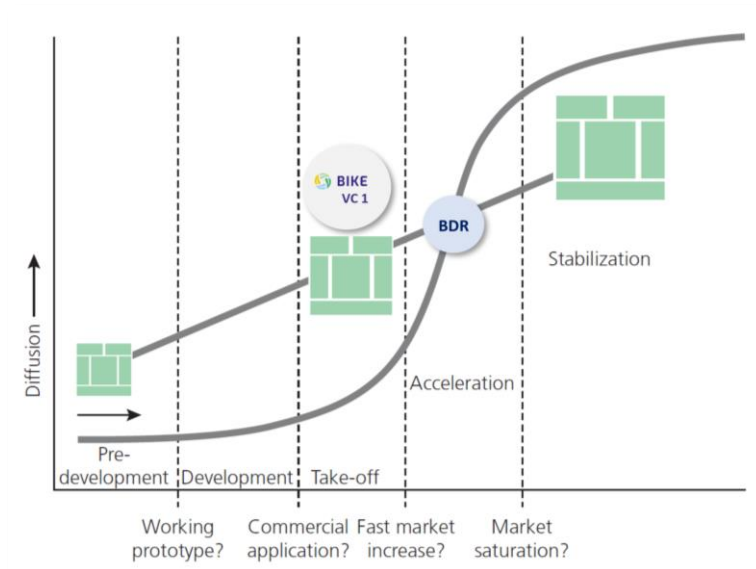 BIKE
VC 1
BDR
Stabilization
Diffusion
Acceleration
Pre-
development
Development
Take-off
Working
prototype?
Commercial
application?
Fast market
increase?
Market
saturation?